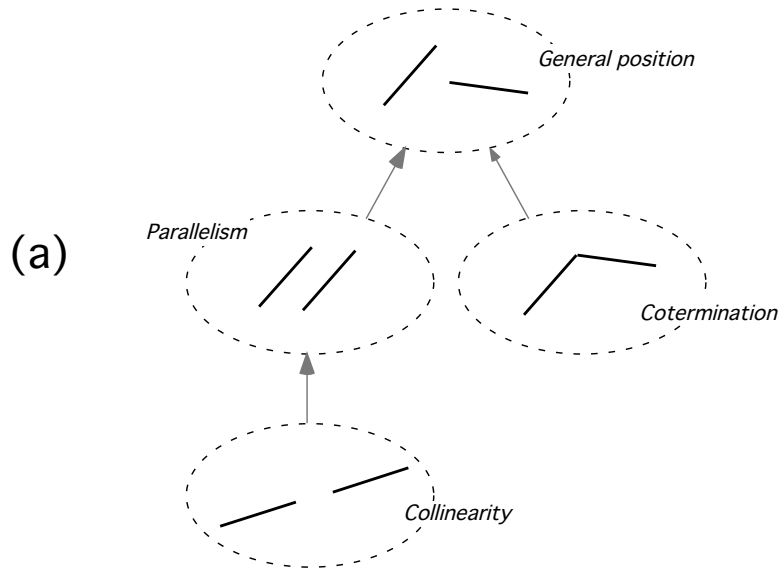 General position
Parallelism
(a)
Cotermination
Collinearity